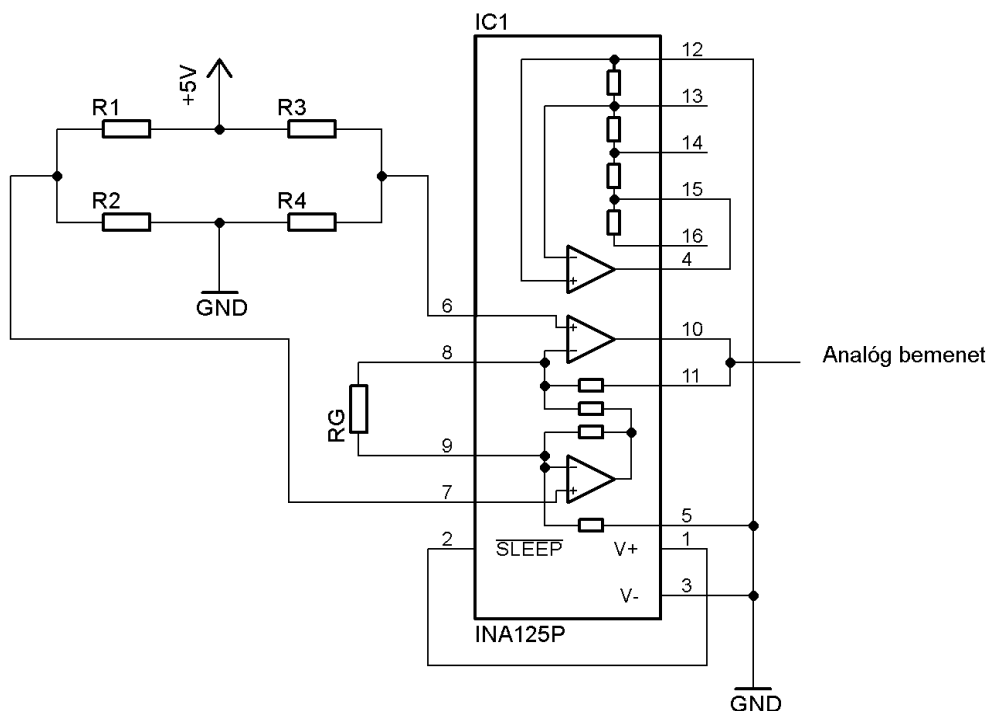 IC1
12
+5V
13
R1
R3
14
15
R2
R4
16
4
GND
6
10
8
Analóg bemenet
11
RG
9
7
5
2
SLEEP
V+
1
V-
3
INA125P
GND